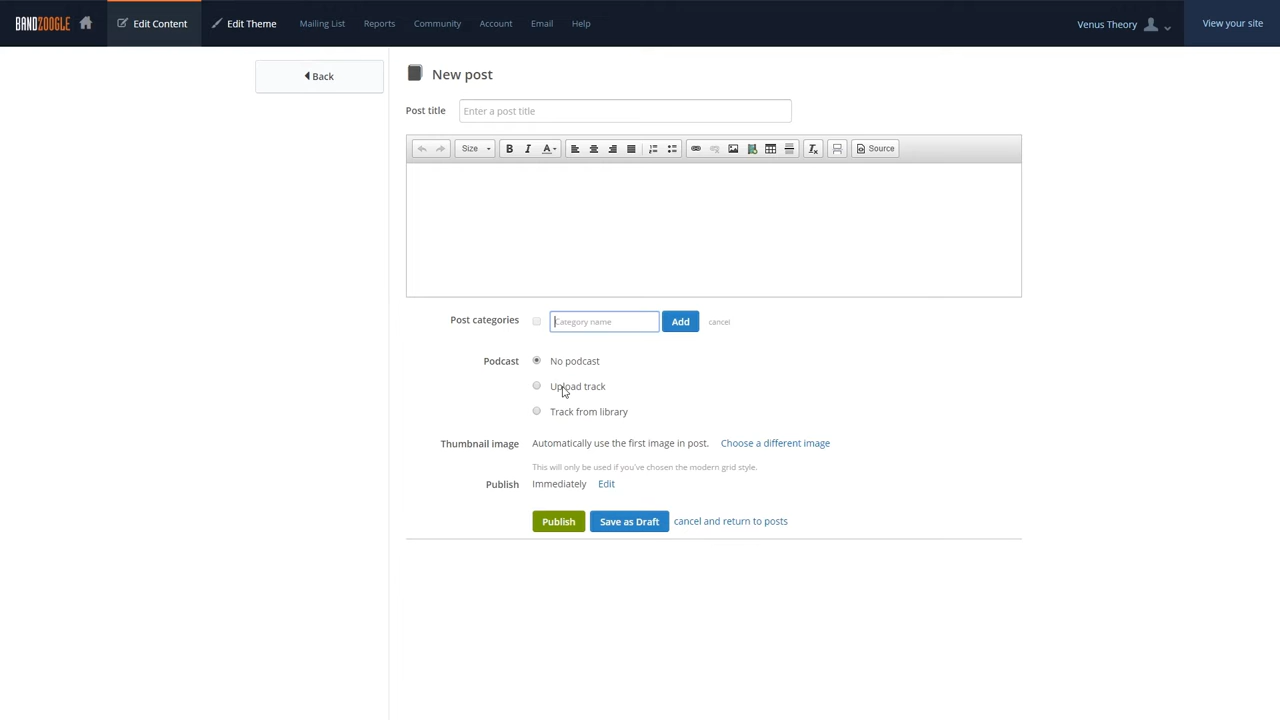 BANDZOOGLE Edit Content Edit Theme Mailing List Reports Community Account Email Help Venus Theory View your site
Back
New post
Post title Enter a post title
Size B I A Source
Post categories Category name Add cancel
Podcast No podcast
Upload track
Track from library
Thumbnail image Automatically use the first image in post. Choose a different image
This will only be used if you've chosen the modern grid style.
Publish Immediately Edit
Publish Save as Draft cancel and return to posts